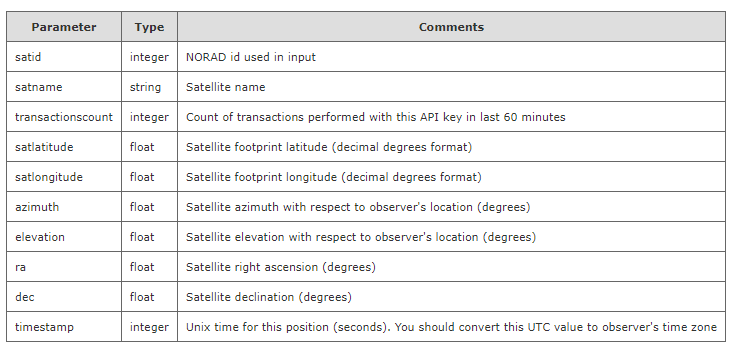 Parameter Type Comments
satid integer NORAD id used in input
satname string Satellite name
transactionscount integer Count of transactions performed with this API key in last 60 minutes
satlatitude float Satellite footprint latitude (decimal degrees format)
satlongitude float Satellite footprint longitude (decimal degrees format)
azimuth float Satellite azimuth with respect to observer's location (degrees)
elevation float Satellite elevation with respect to observer's location (degrees)
ra float Satellite right ascension (degrees)
dec float Satellite declination (degrees)
timestamp integer Unix time for this position (seconds). You should convert this UTC value to observer's time zone